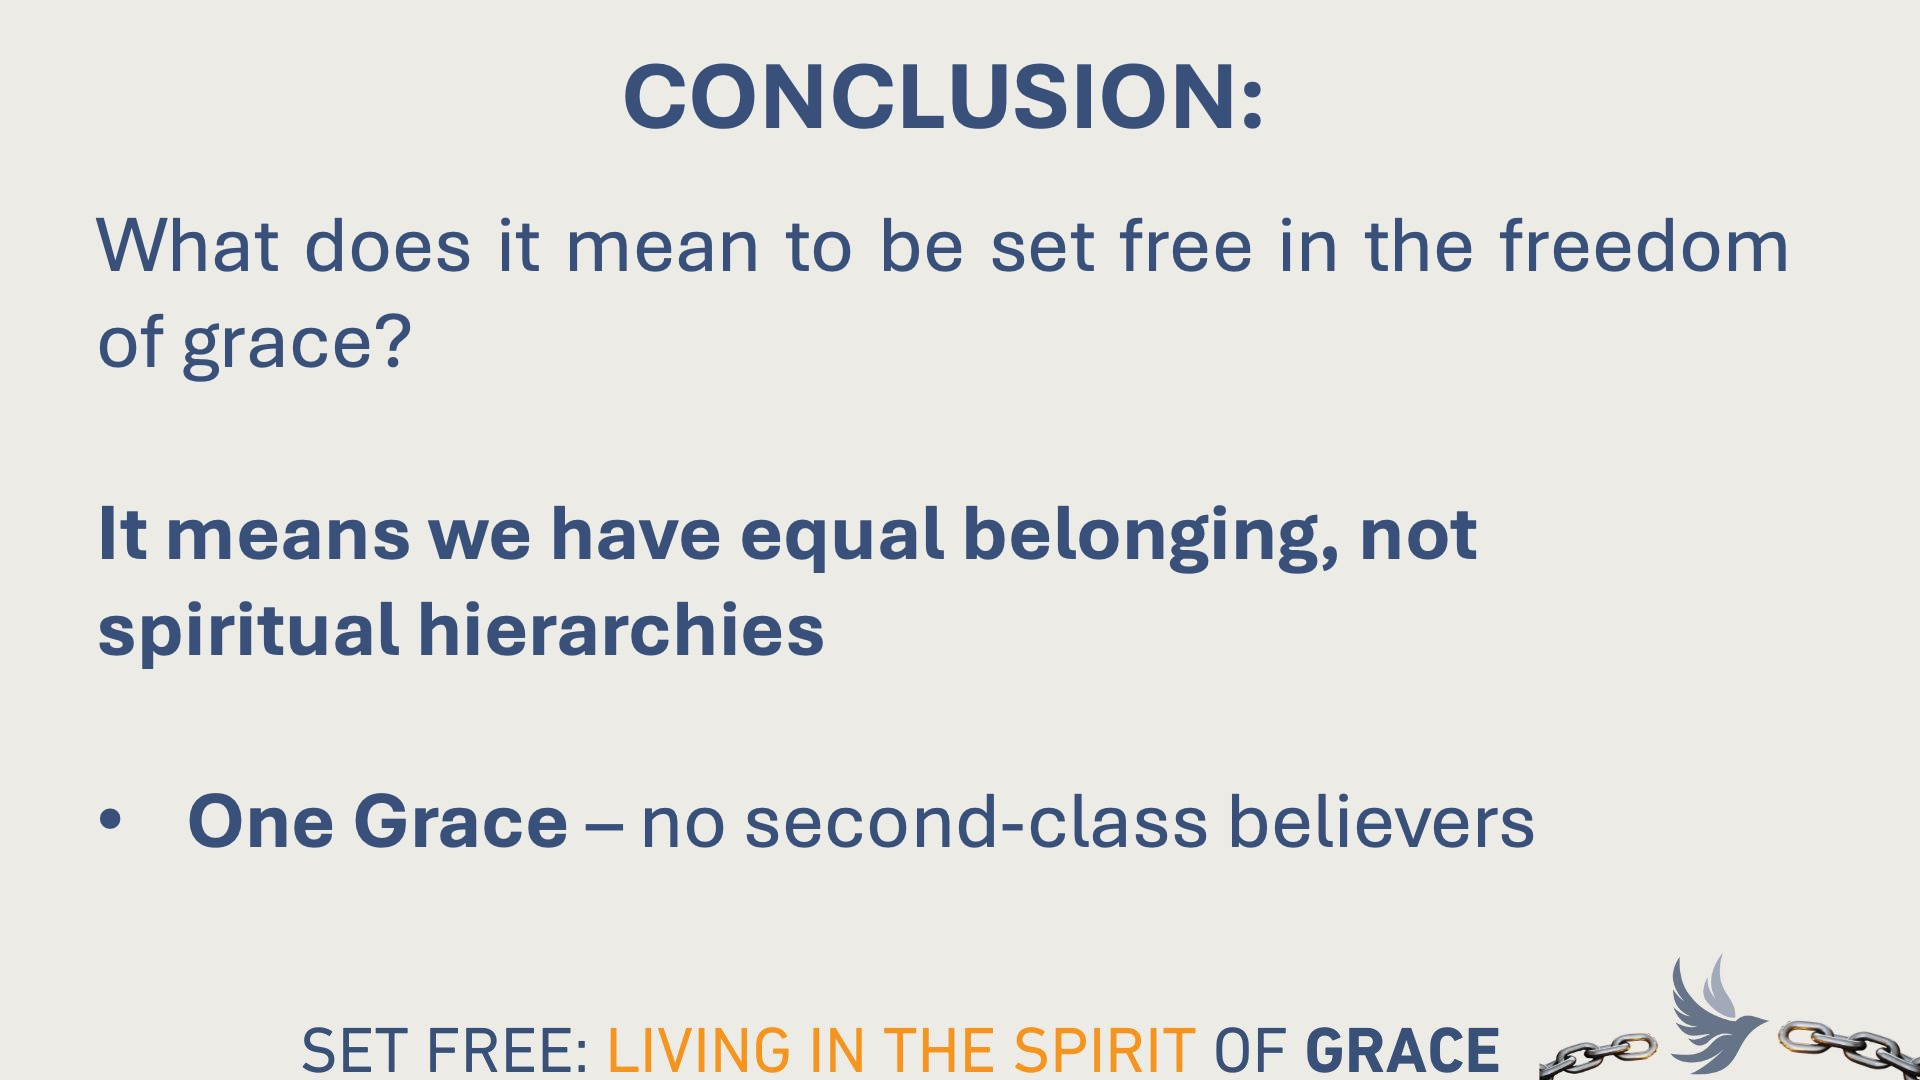 CONCLUSION:
What does it mean to be set free in the freedom
of grace?
It means we have equal belonging, not
spiritual hierarchies
• One Grace – no second-class believers
SET FREE: LIVING IN THE SPIRIT OF GRACE